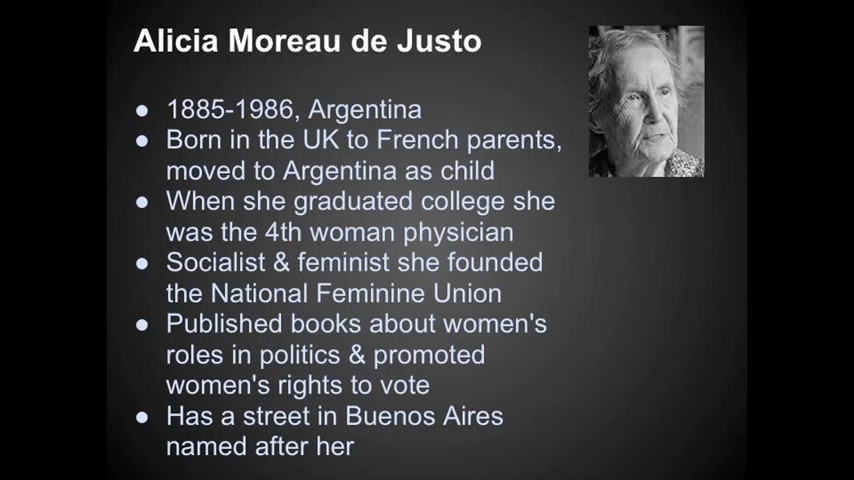 Alicia Moreau de Justo
● 1885-1986, Argentina
● Born in the UK to French parents,
moved to Argentina as child
● When she graduated college she
was the 4th woman physician
● Socialist & feminist she founded
the National Feminine Union
● Published books about women's
roles in politics & promoted
women's rights to vote
● Has a street in Buenos Aires
named after her